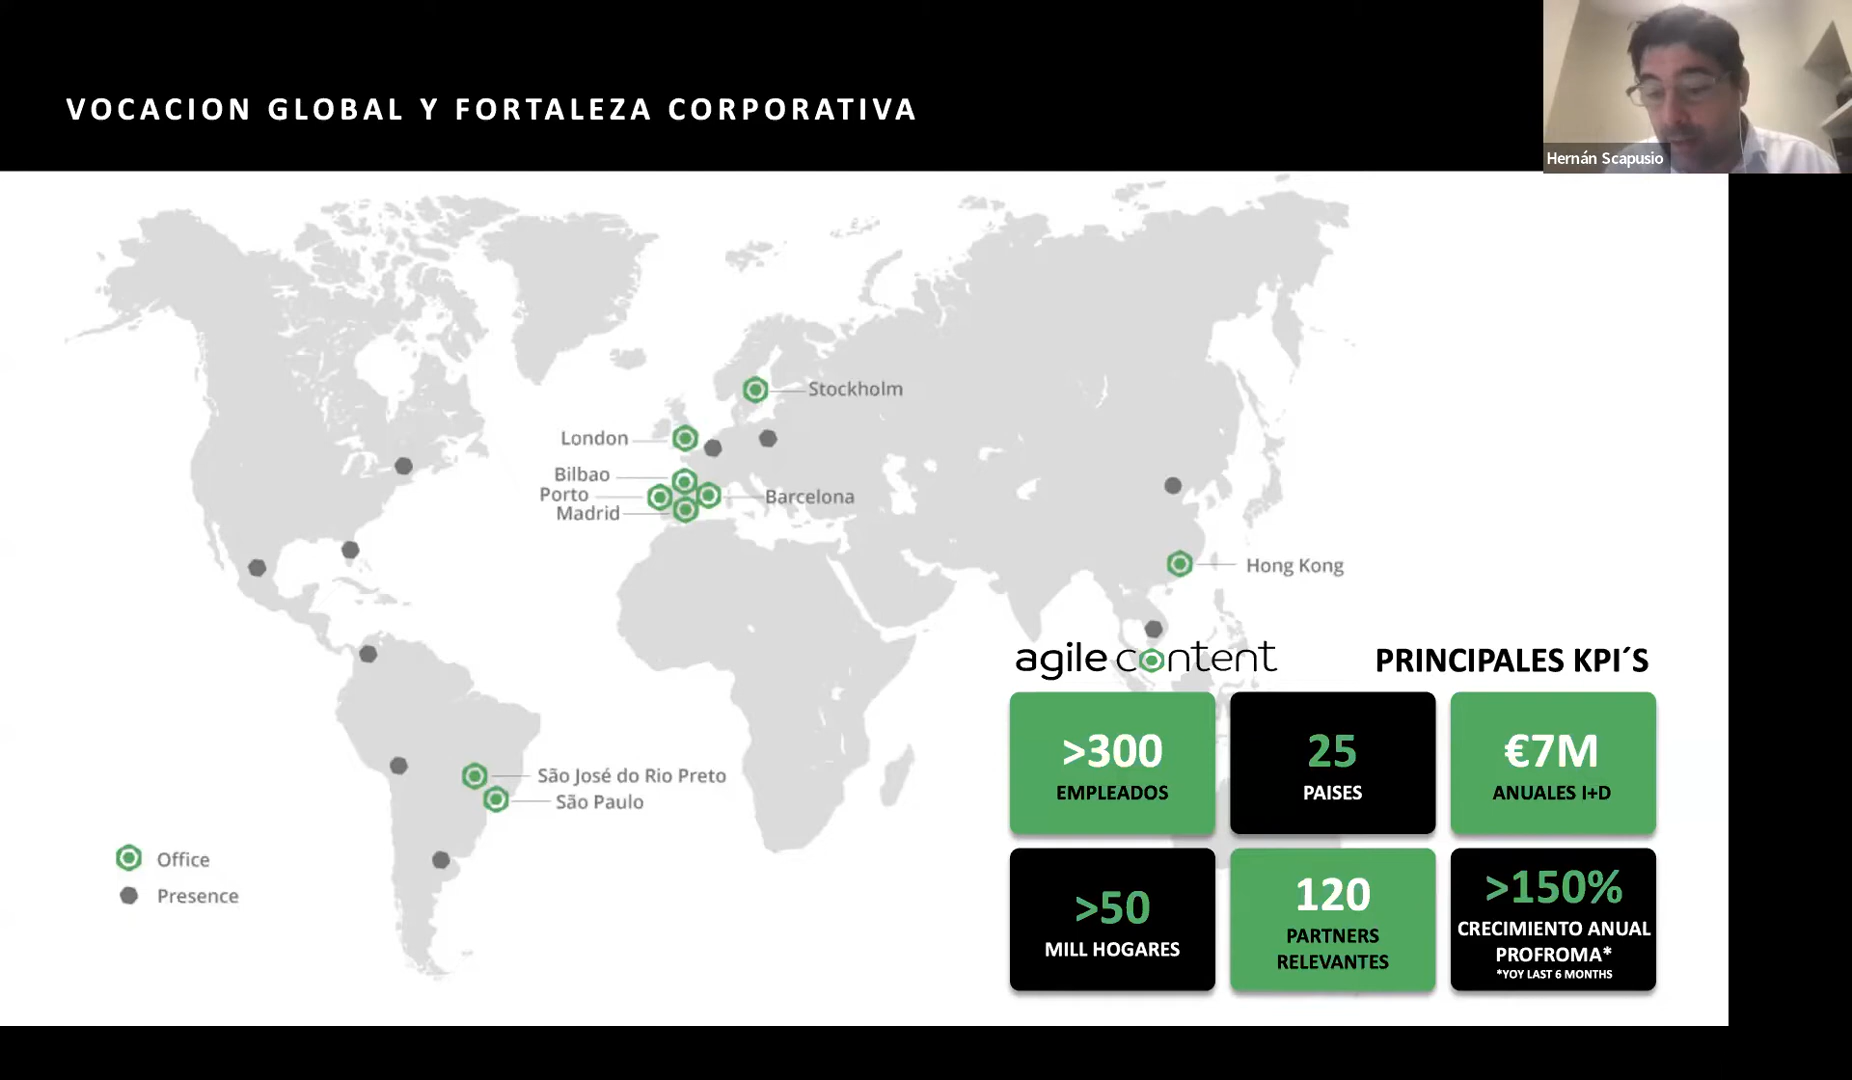 VOCACION GLOBAL Y FORTALEZA CORPORATIVA
Hernán Scapusio
Stockholm
London
Bilbao
Porto
Barcelona
Madrid
Hong Kong
São José do Rio Preto
São Paulo
Office
Presence
agile content
PRINCIPALES KPI´S
>300
EMPLEADOS
25
PAISES
€7M
ANUALES I+D
>50
MILL HOGARES
120
PARTNERS
RELEVANTES
>150%
CRECIMIENTO ANUAL
PROFROMA*
*YOY LAST 6 MONTHS